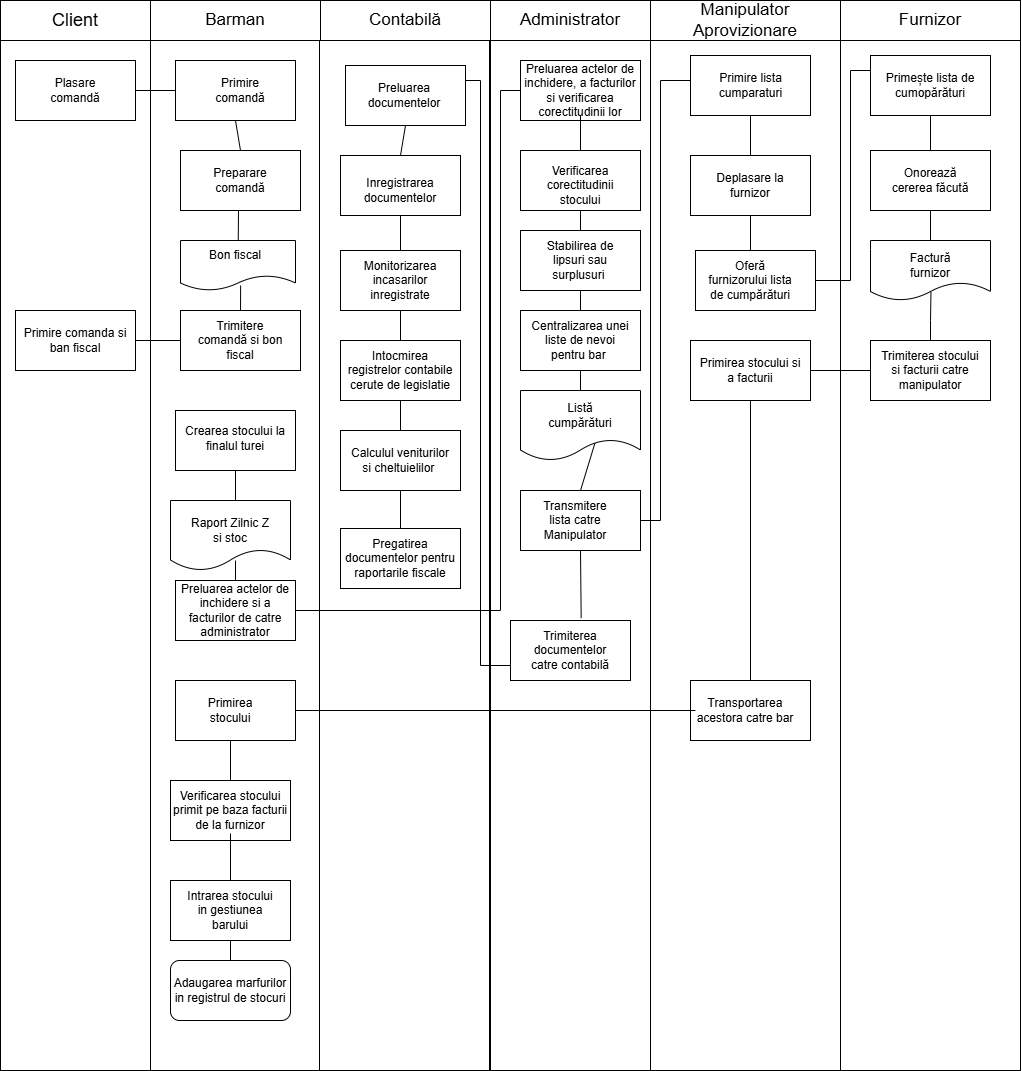 Client
Barman
Contabilă
Administrator
Manipulator
Aprovizionare
Furnizor
Plasare
comandă
Primire comanda si
ban fiscal
Primire
comandă
Preparare
comandă
Bon fiscal
Trimitere
comandă si bon
fiscal
Crearea stocului la
finalul turei
Raport Zilnic Z
si stoc
Preluarea actelor de
inchidere si a
facturilor de catre
administrator
Primirea
stocului
Verificarea stocului
primit pe baza facturii
de la furnizor
Intrarea stocului
in gestiunea
barului
Adaugarea marfurilor
in registrul de stocuri
Preluarea
documentelor
Inregistrarea
documentelor
Monitorizarea
incasarilor
inregistrate
Intocmirea
registrelor contabile
cerute de legislatie
Calculul veniturilor
si cheltuielilor
Pregatirea
documentelor pentru
raportarile fiscale
Preluarea actelor de
inchidere, a facturilor
si verificarea
corectitudinii lor
Verificarea
corectitudinii
stocului
Stabilirea de
lipsuri sau
surplusuri
Centralizarea unei
liste de nevoi
pentru bar
Listă
cumpărături
Transmitere
lista catre
Manipulator
Trimiterea
documentelor
catre contabilă
Primire lista
cumparaturi
Deplasare la
furnizor
Oferă
furnizorului lista
de cumpărături
Primirea stocului si
a facturii
Transportarea
acestora catre bar
Primește lista de
cumopărături
Onorează
cererea făcută
Factură
furnizor
Trimiterea stocului
si facturii catre
manipulator